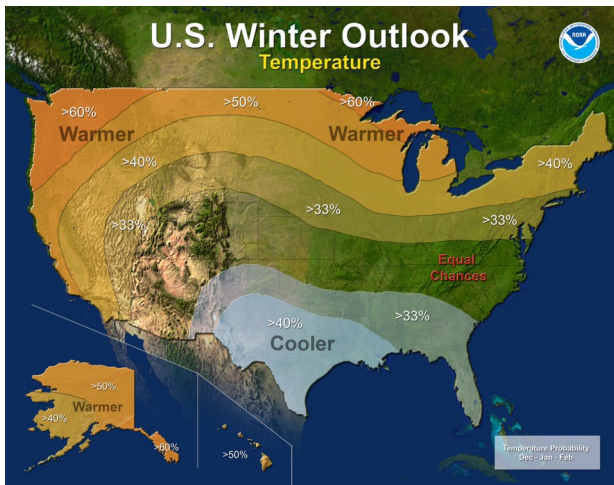 U.S. Winter Outlook
Temperature
NOAA
>60%
>50%
>60%
Warmer
Warmer
>40%
>40%
>33%
>33%
>33%
Equal
Chances
>40%
>33%
Cooler
>50%
Warmer
>40%
>60%
>50%
Temperature Probability
Dec - Jan - Feb